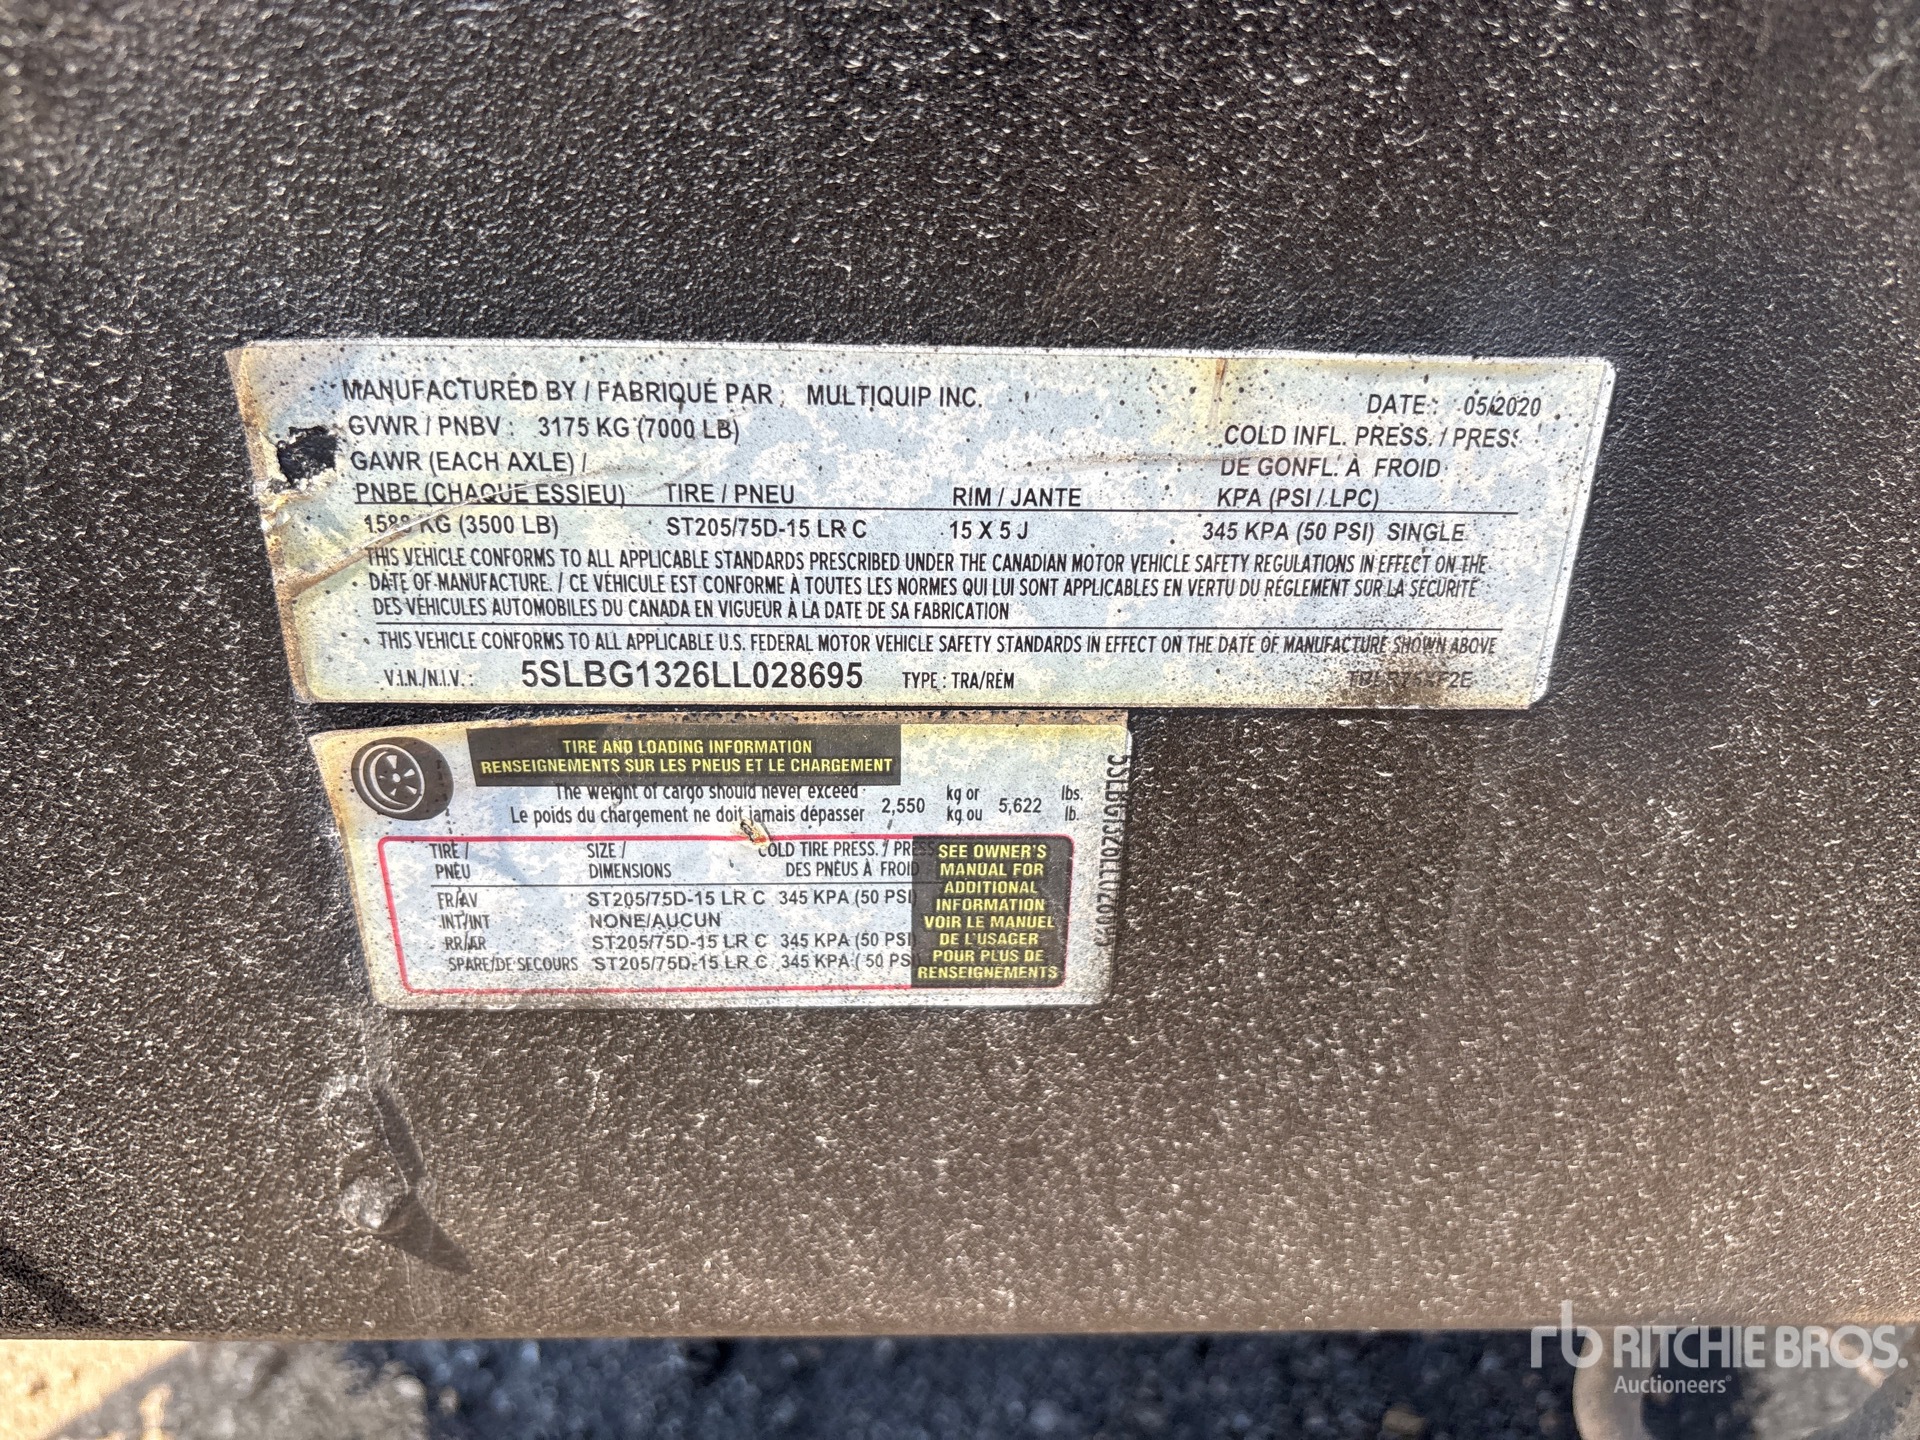 MANUFACTURED BY / FABRIQUÉ PAR : MULTIQUIP INC.
DATE : 05/2020
GVWR / PNBV : 3175 KG (7000 LB)
COLD INFL. PRESS. / PRESS.
GAWR (EACH AXLE) /
DE GONFL. À FROID
PNBE (CHAQUE ESSIEU) TIRE / PNEU RIM / JANTE KPA (PSI / LPC)
1588 KG (3500 LB) ST205/75D-15 LR C 15 X 5 J 345 KPA (50 PSI) SINGLE
THIS VEHICLE CONFORMS TO ALL APPLICABLE STANDARDS PRESCRIBED UNDER THE CANADIAN MOTOR VEHICLE SAFETY REGULATIONS IN EFFECT ON THE
DATE OF MANUFACTURE. / CE VÉHICULE EST CONFORME À TOUTES LES NORMES QUI LUI SONT APPLICABLES EN VERTU DU RÉGLEMENT SUR LA SÉCURITÉ
DES VÉHICULES AUTOMOBILES DU CANADA EN VIGUEUR À LA DATE DE SA FABRICATION
THIS VEHICLE CONFORMS TO ALL APPLICABLE U.S. FEDERAL MOTOR VEHICLE SAFETY STANDARDS IN EFFECT ON THE DATE OF MANUFACTURE SHOWN ABOVE
V.I.N./N.I.V. : 5SLBG1326LL028695 TYPE : TRA/REM
TIRE AND LOADING INFORMATION
RENSEIGNEMENTS SUR LES PNEUS ET LE CHARGEMENT
The weight of cargo should never exceed
Le poids du chargement ne doit jamais dépasser
2,550 kg or 5,622 lbs.
kg ou lb.
TIRE / SIZE / COLD TIRE PRESS. / PRESS
PNEU DIMENSIONS DES PNEUS À FROID
FR/AV ST205/75D-15 LR C 345 KPA (50 PSI)
INT/INT NONE/AUCUN
RR/AR ST205/75D-15 LR C 345 KPA (50 PSI)
SPARE/DE SECOURS ST205/75D-15 LR C 345 KPA ( 50 PSI
SEE OWNER'S
MANUAL FOR
ADDITIONAL
INFORMATION
VOIR LE MANUEL
DE L'USAGER
POUR PLUS DE
RENSEIGNEMENTS
rb RITCHIE BROS.
Auctioneers